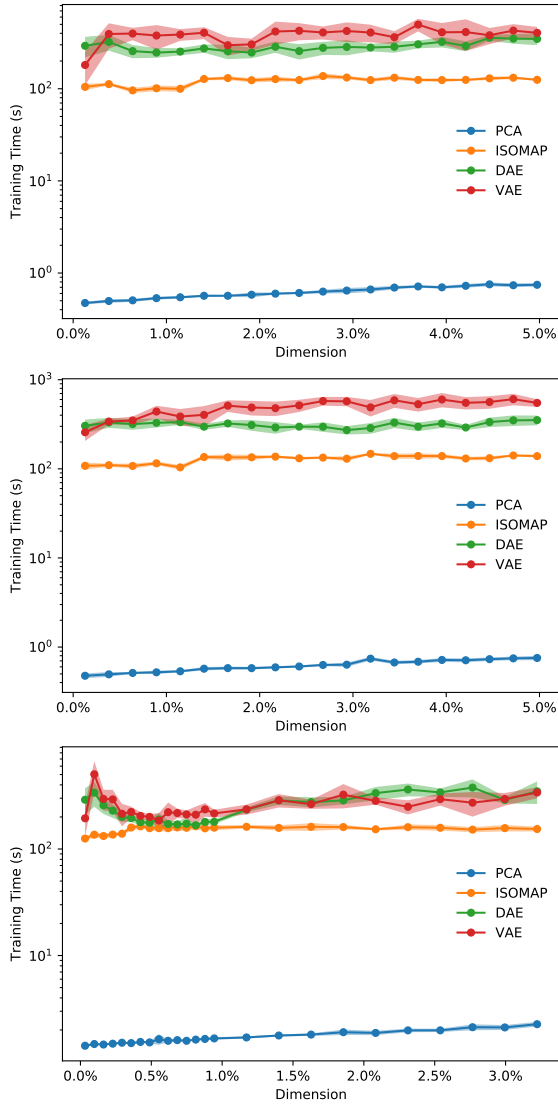 Training Time (s)
10²
10¹
10⁰
PCA
ISOMAP
DAE
VAE
0.0% 1.0% 2.0% 3.0% 4.0% 5.0%
Dimension
Training Time (s)
10³
10²
10¹
10⁰
PCA
ISOMAP
DAE
VAE
0.0% 1.0% 2.0% 3.0% 4.0% 5.0%
Dimension
Training Time (s)
10²
10¹
PCA
ISOMAP
DAE
VAE
0.0% 0.5% 1.0% 1.5% 2.0% 2.5% 3.0%
Dimension